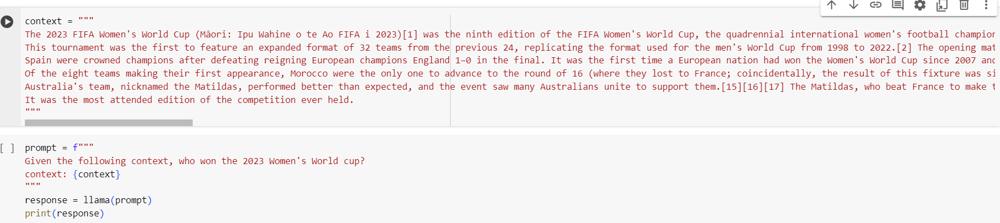 context = """
The 2023 FIFA Women's World Cup (Māori: Ipu Wahine o te Ao FIFA i 2023)[1] was the ninth edition of the FIFA Women's World Cup, the quadrennial international women's football champion
This tournament was the first to feature an expanded format of 32 teams from the previous 24, replicating the format used for the men's World Cup from 1998 to 2022.[2] The opening mat
Spain were crowned champions after defeating reigning European champions England 1–0 in the final. It was the first time a European nation had won the Women's World Cup since 2007 and
Of the eight teams making their first appearance, Morocco were the only one to advance to the round of 16 (where they lost to France; coincidentally, the result of this fixture was si
Australia's team, nicknamed the Matildas, performed better than expected, and the event saw many Australians unite to support them.[15][16][17] The Matildas, who beat France to make t
It was the most attended edition of the competition ever held.
"""
[ ] prompt = f"""
Given the following context, who won the 2023 Women's World cup?
context: {context}
"""
response = llama(prompt)
print(response)